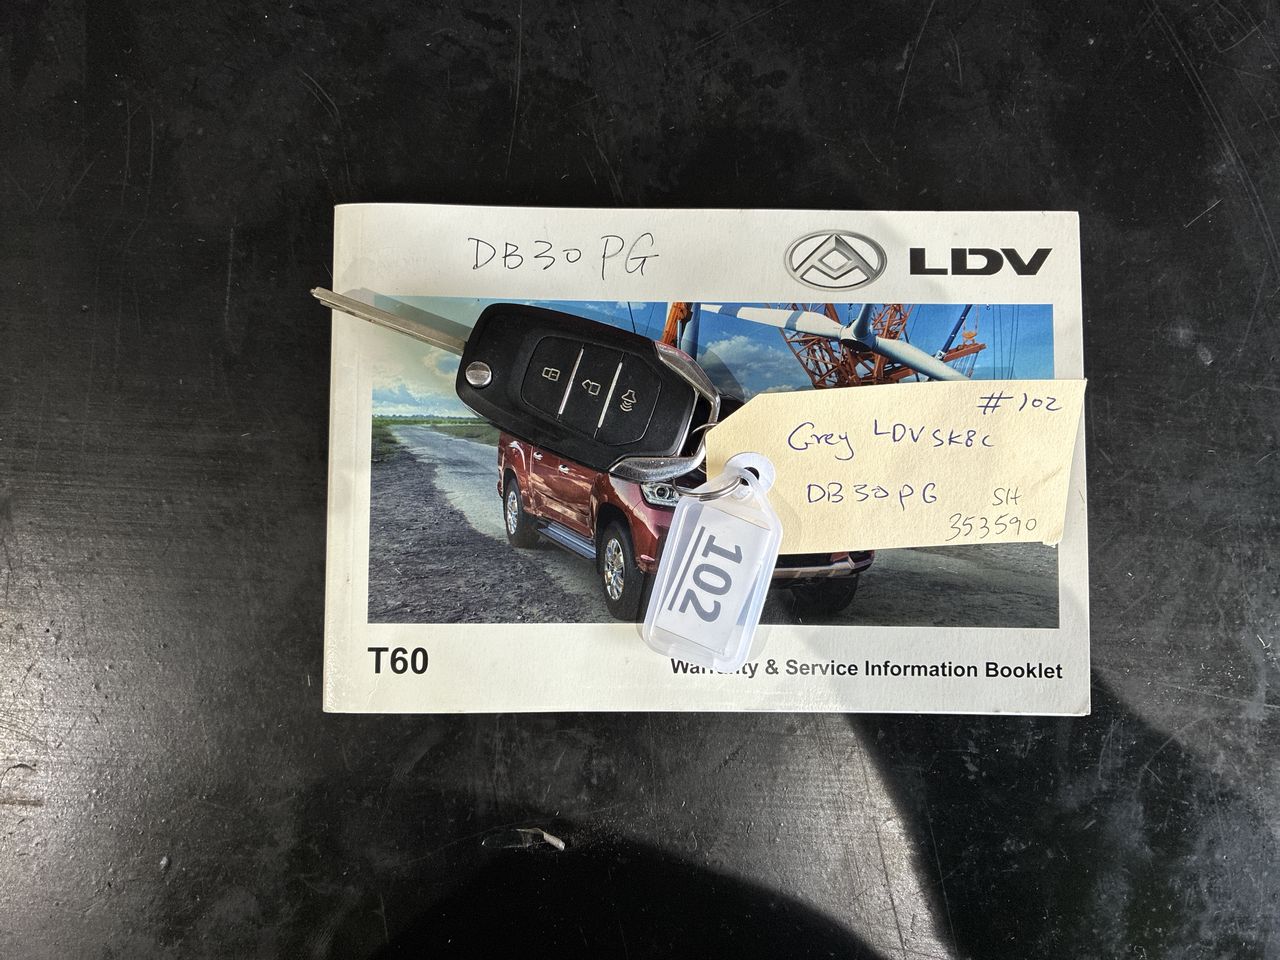 DB30PG
LDV
#102
Grey LDV SK8C
DB30PG
SH
353590
102
T60
Warranty & Service Information Booklet